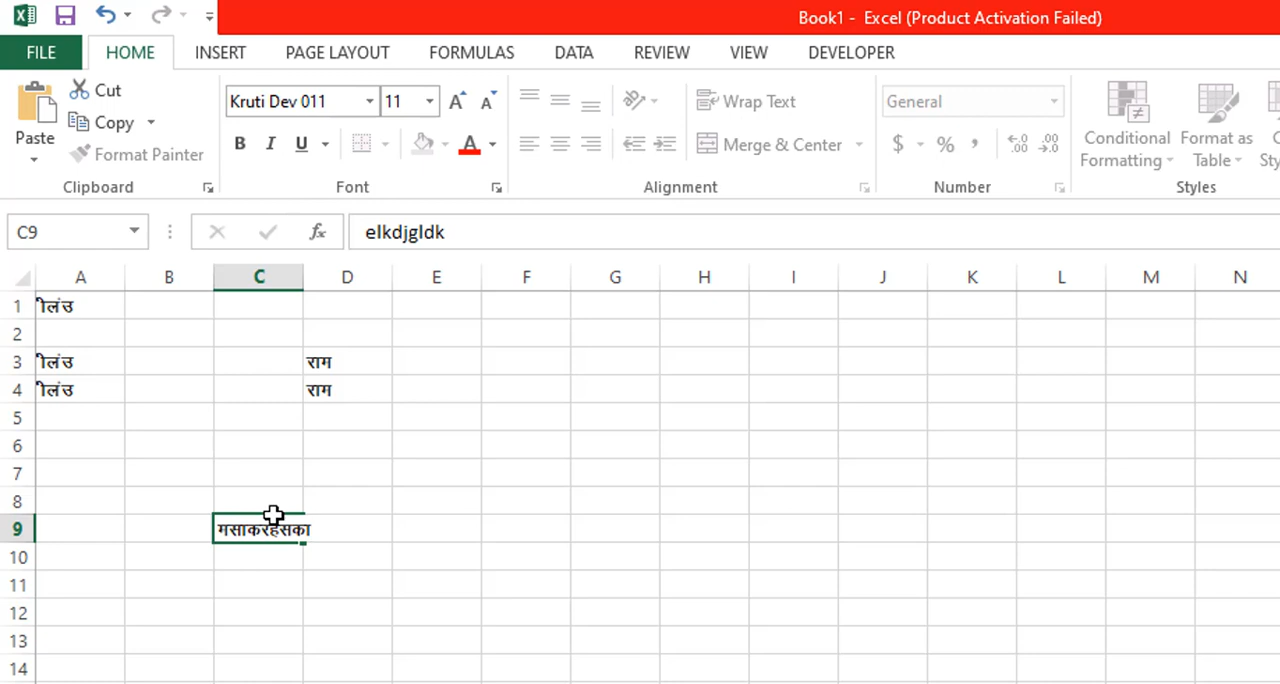 Book1 - Excel (Product Activation Failed)
FILE HOME INSERT PAGE LAYOUT FORMULAS DATA REVIEW VIEW DEVELOPER
Paste
Cut
Copy
Format Painter
Clipboard
Kruti Dev 011 11
B I U
Font
Wrap Text
Merge & Center
Alignment
General
$ % ,
Number
Conditional Formatting
Format as Table
Styles
C9 fx elkdjgldk
A B C D E F G H I J K L M N
1 ीलंउ
2
3 ीलंउ राम
4 ीलंउ राम
5
6
7
8
9 मसाकरहसका
10
11
12
13
14